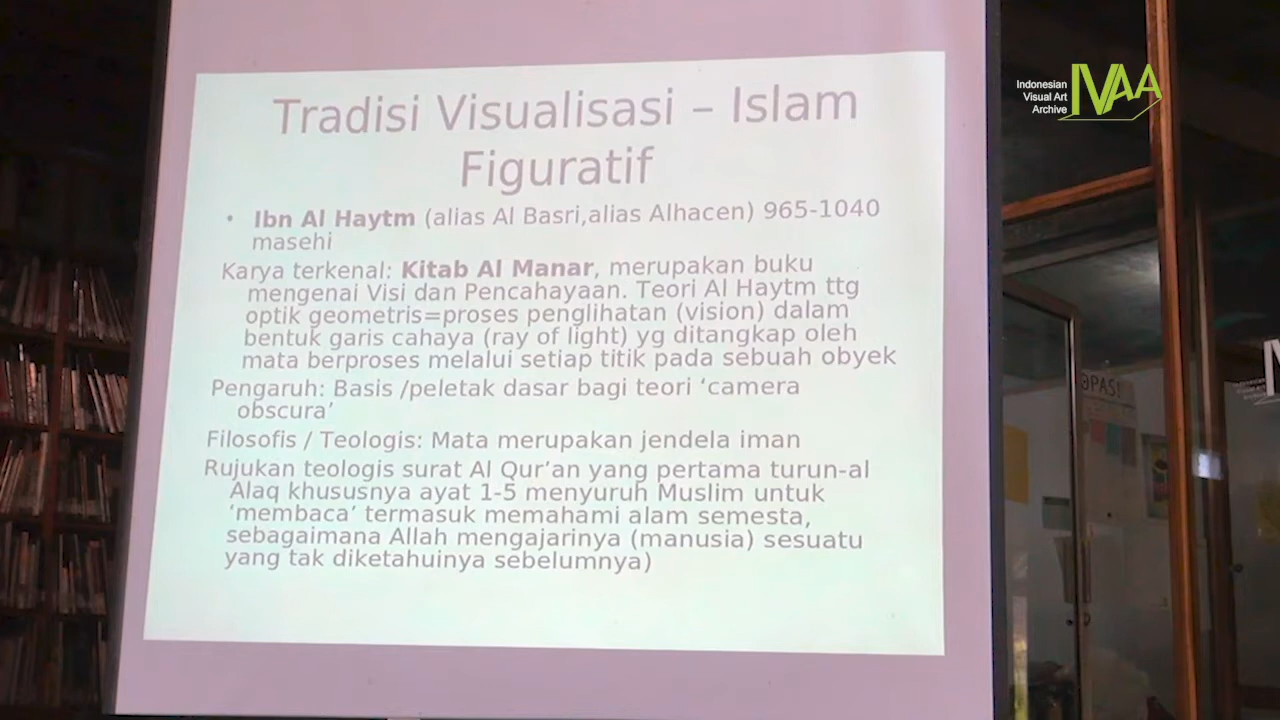 Tradisi Visualisasi – Islam
Figuratif
• Ibn Al Haytm (alias Al Basri,alias Alhacen) 965-1040
masehi
Karya terkenal: Kitab Al Manar, merupakan buku
mengenai Visi dan Pencahayaan. Teori Al Haytm ttg
optik geometris=proses penglihatan (vision) dalam
bentuk garis cahaya (ray of light) yg ditangkap oleh
mata berproses melalui setiap titik pada sebuah obyek
Pengaruh: Basis /peletak dasar bagi teori ‘camera
obscura’
Filosofis / Teologis: Mata merupakan jendela iman
Rujukan teologis surat Al Qur’an yang pertama turun-al
Alaq khususnya ayat 1-5 menyuruh Muslim untuk
‘membaca’ termasuk memahami alam semesta,
sebagaimana Allah mengajarinya (manusia) sesuatu
yang tak diketahuinya sebelumnya)
Indonesian
Visual Art
Archive
IVAA